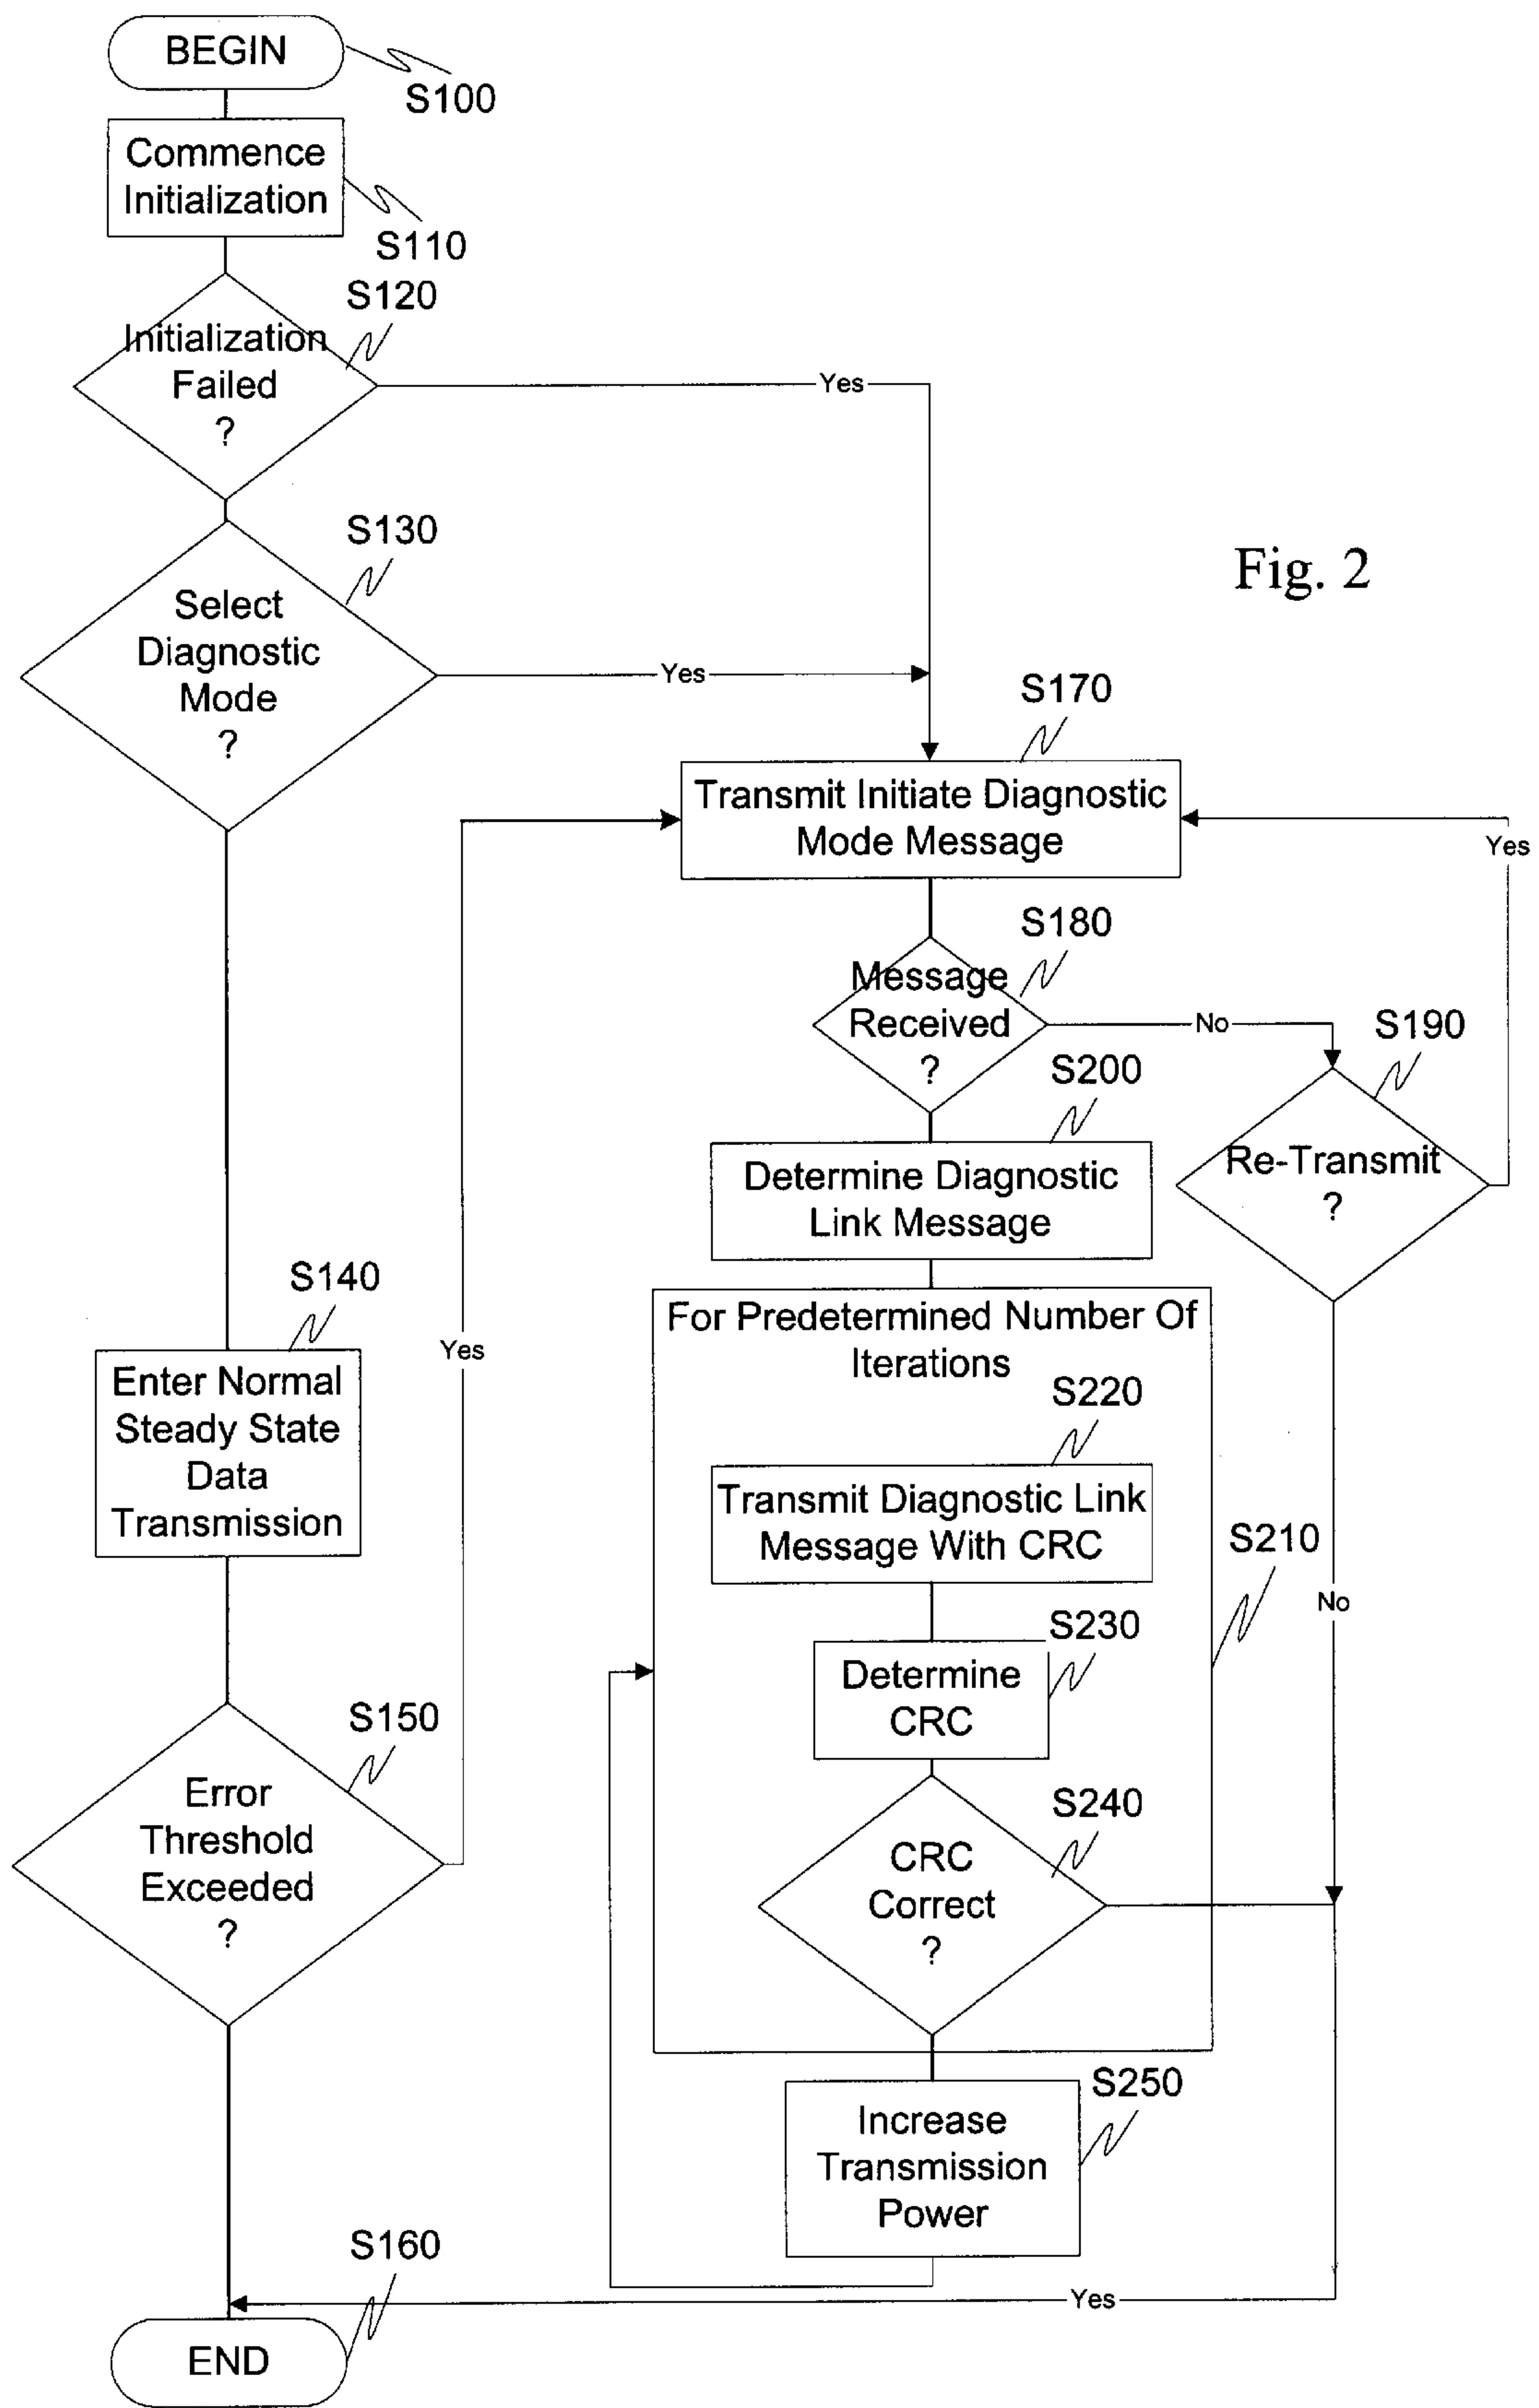 BEGIN
S100
Commence
Initialization
S110
S120
Initialization
Failed
?
Yes
S130
Select
Diagnostic
Mode
?
Yes
Fig. 2
S170
Transmit Initiate Diagnostic
Mode Message
Yes
S180
Message
Received
?
No
S190
Re-Transmit
?
S200
Determine Diagnostic
Link Message
S140
Enter Normal
Steady State
Data
Transmission
Yes
For Predetermined Number Of
Iterations
S220
Transmit Diagnostic Link
Message With CRC
S210
No
S230
Determine
CRC
S150
Error
Threshold
Exceeded
?
S240
CRC
Correct
?
S250
Increase
Transmission
Power
S160
Yes
END